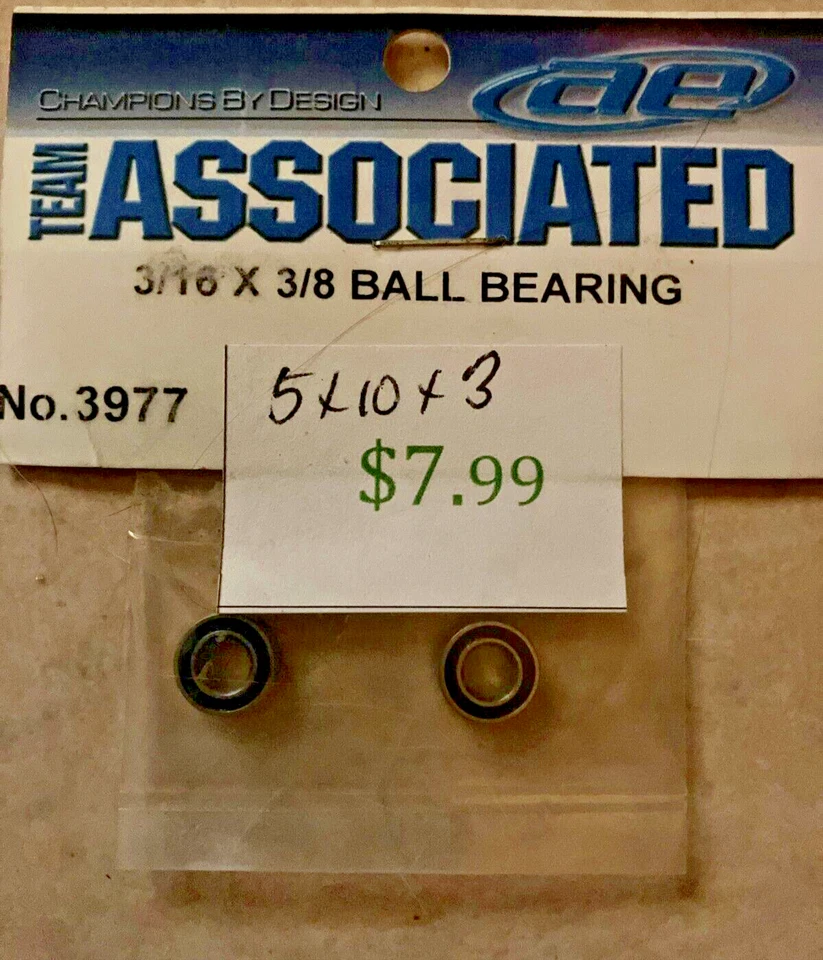 CHAMPIONS BY DESIGN
ae
TEAM ASSOCIATED
3/16 X 3/8 BALL BEARING
No.3977
5x10x3
$7.99